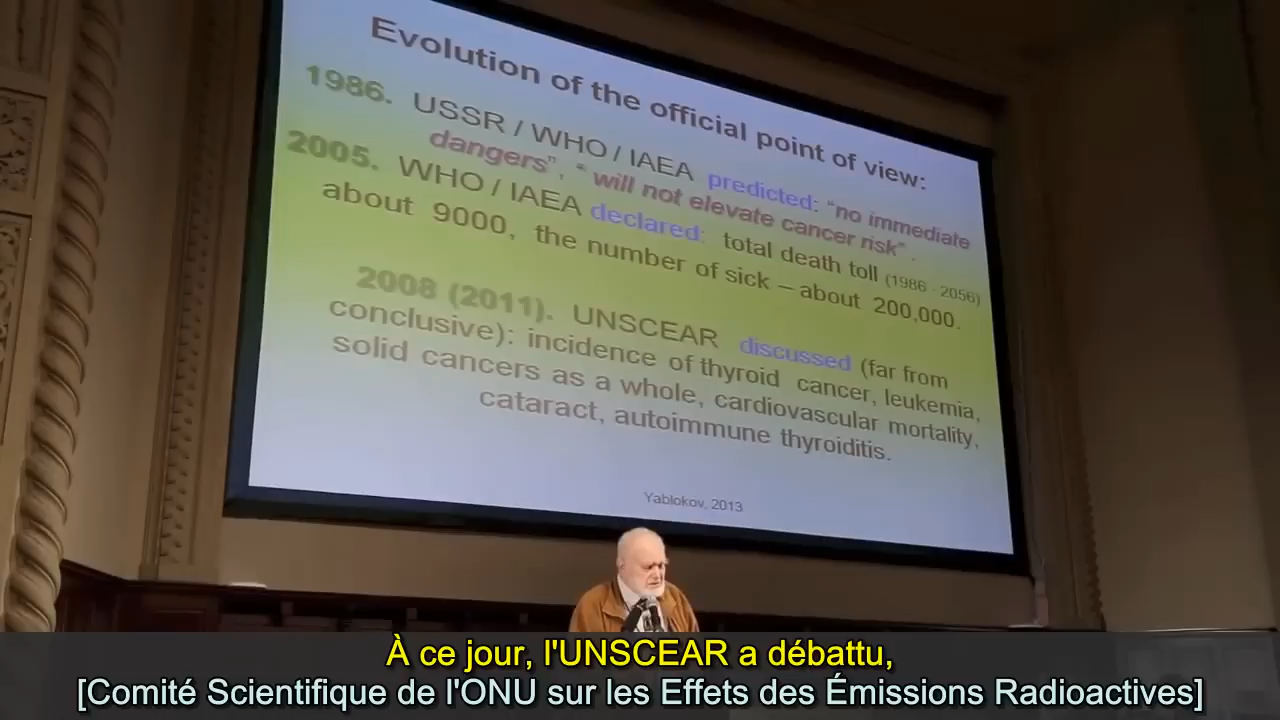 Evolution of the official point of view:
1986. USSR / WHO / IAEA predicted: “no immediate
dangers”, “ will not elevate cancer risk” .
2005. WHO / IAEA declared: total death toll (1986 - 2056)
about 9000, the number of sick – about 200,000.
2008 (2011). UNSCEAR discussed (far from
conclusive): incidence of thyroid cancer, leukemia,
solid cancers as a whole, cardiovascular mortality,
cataract, autoimmune thyroiditis.
Yablokov, 2013
À ce jour, l'UNSCEAR a débattu,
[Comité Scientifique de l'ONU sur les Effets des Émissions Radioactives]